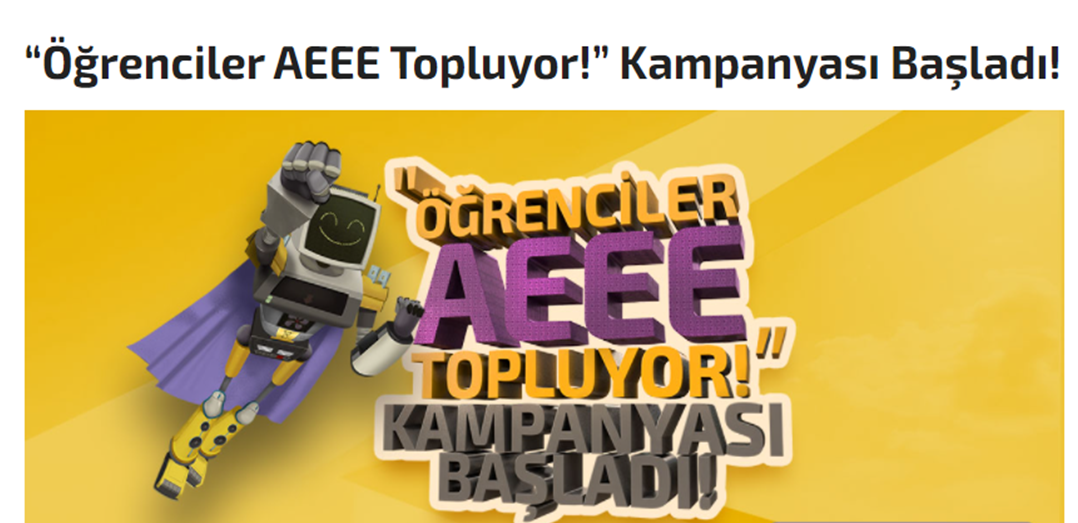 “Öğrenciler AEEE Topluyor!” Kampanyası Başladı!
"ÖĞRENCİLER
AEEE
TOPLUYOR!"
KAMPANYASI
BAŞLADI!